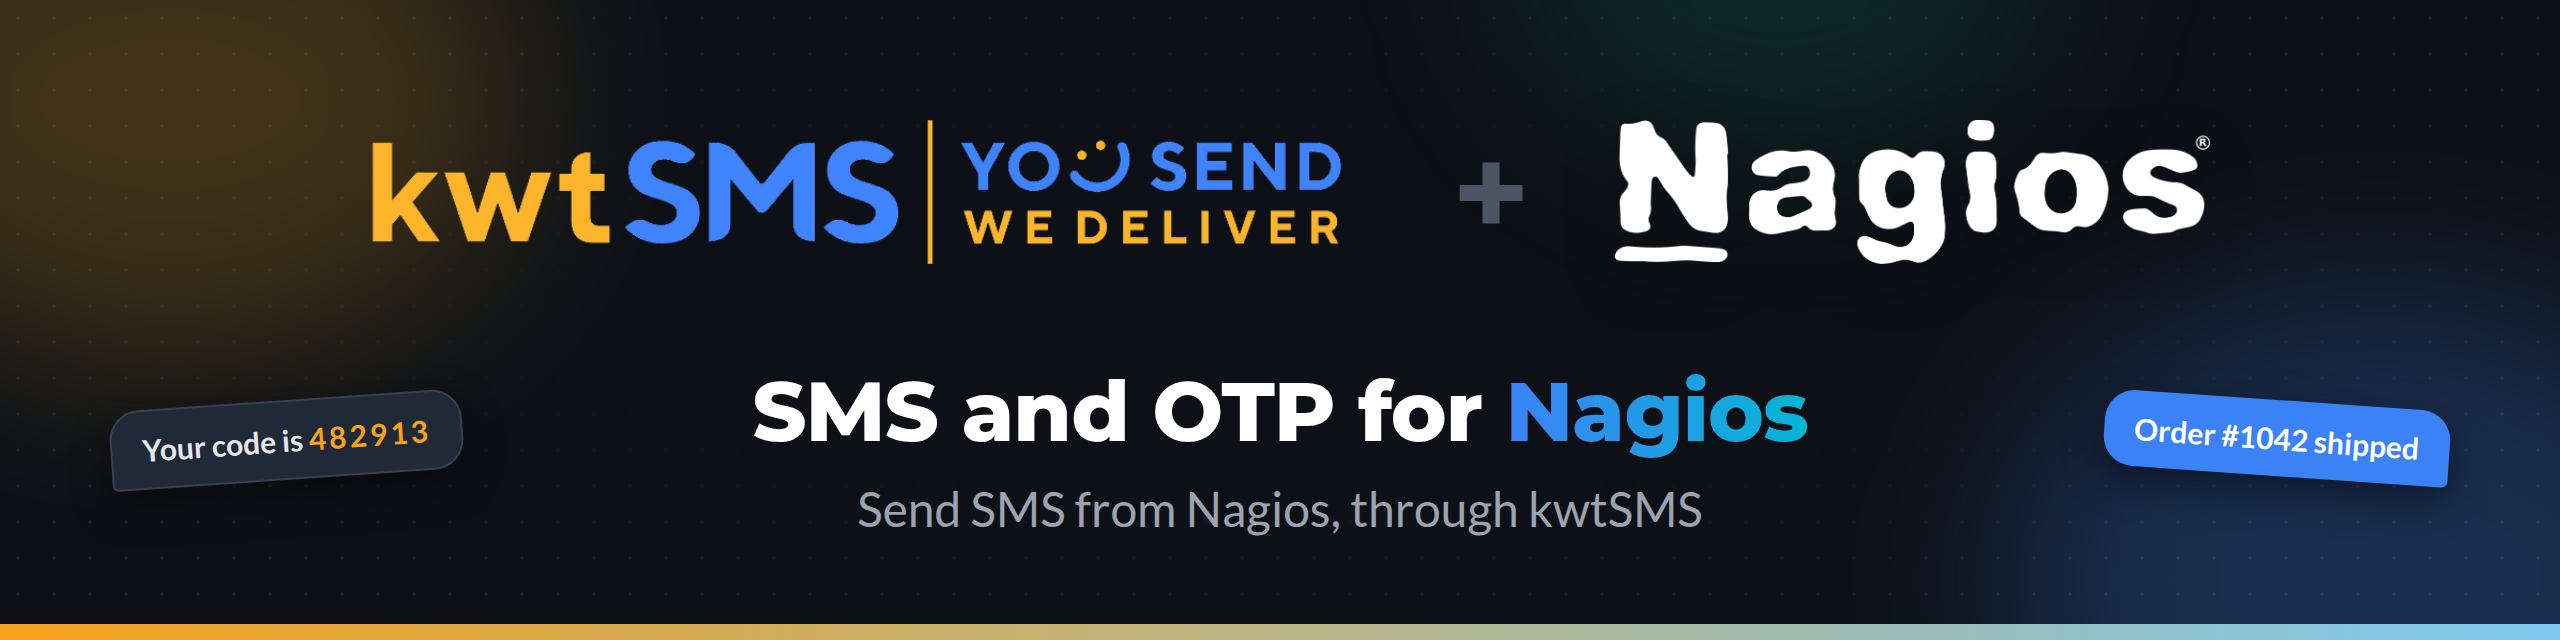 kwtSMS
YOU SEND
WE DELIVER
+
Nagios®
SMS and OTP for Nagios
Send SMS from Nagios, through kwtSMS
Your code is 482913
Order #1042 shipped